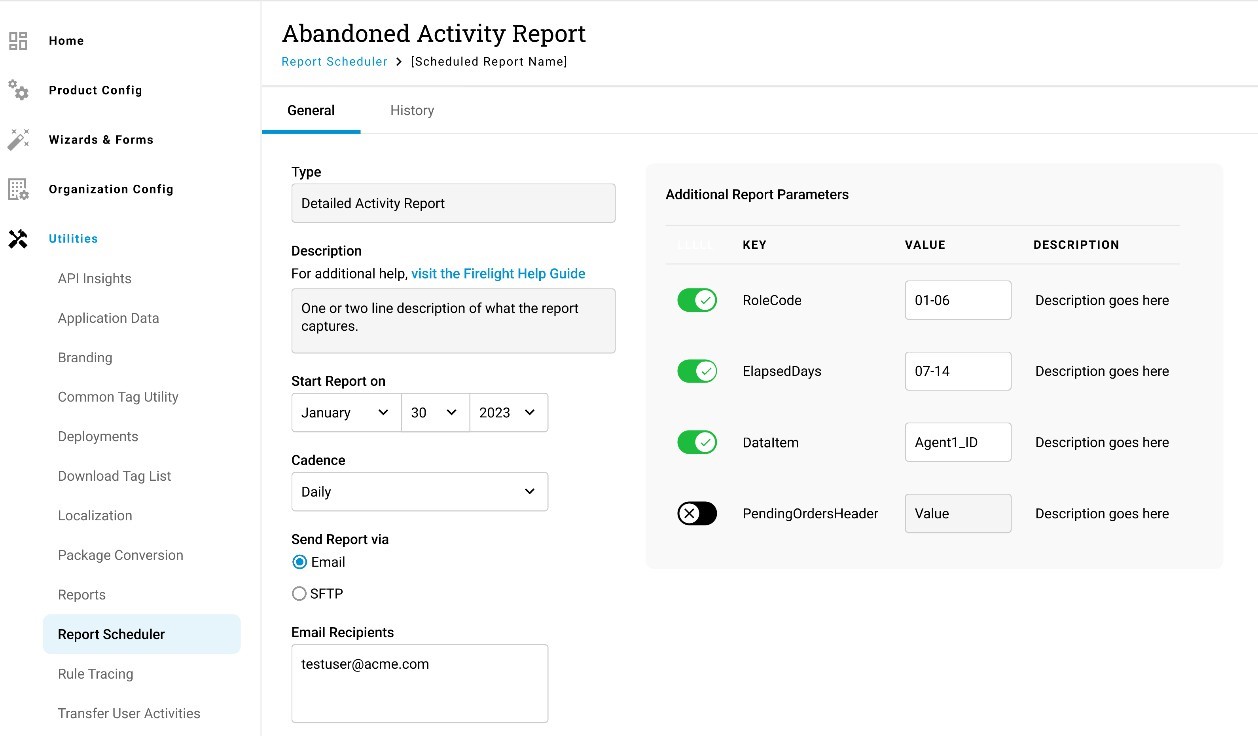 Home
Product Config
Wizards & Forms
Organization Config
Utilities
API Insights
Application Data
Branding
Common Tag Utility
Deployments
Download Tag List
Localization
Package Conversion
Reports
Report Scheduler
Rule Tracing
Transfer User Activities
Abandoned Activity Report
Report Scheduler > [Scheduled Report Name]
General History
Type
Detailed Activity Report
Description
For additional help, visit the Firelight Help Guide
One or two line description of what the report
captures.
Start Report on
January 30 2023
Cadence
Daily
Send Report via
Email
SFTP
Email Recipients
testuser@acme.com
Additional Report Parameters
KEY VALUE DESCRIPTION
RoleCode 01-06 Description goes here
ElapsedDays 07-14 Description goes here
DataItem Agent1_ID Description goes here
PendingOrdersHeader Value Description goes here